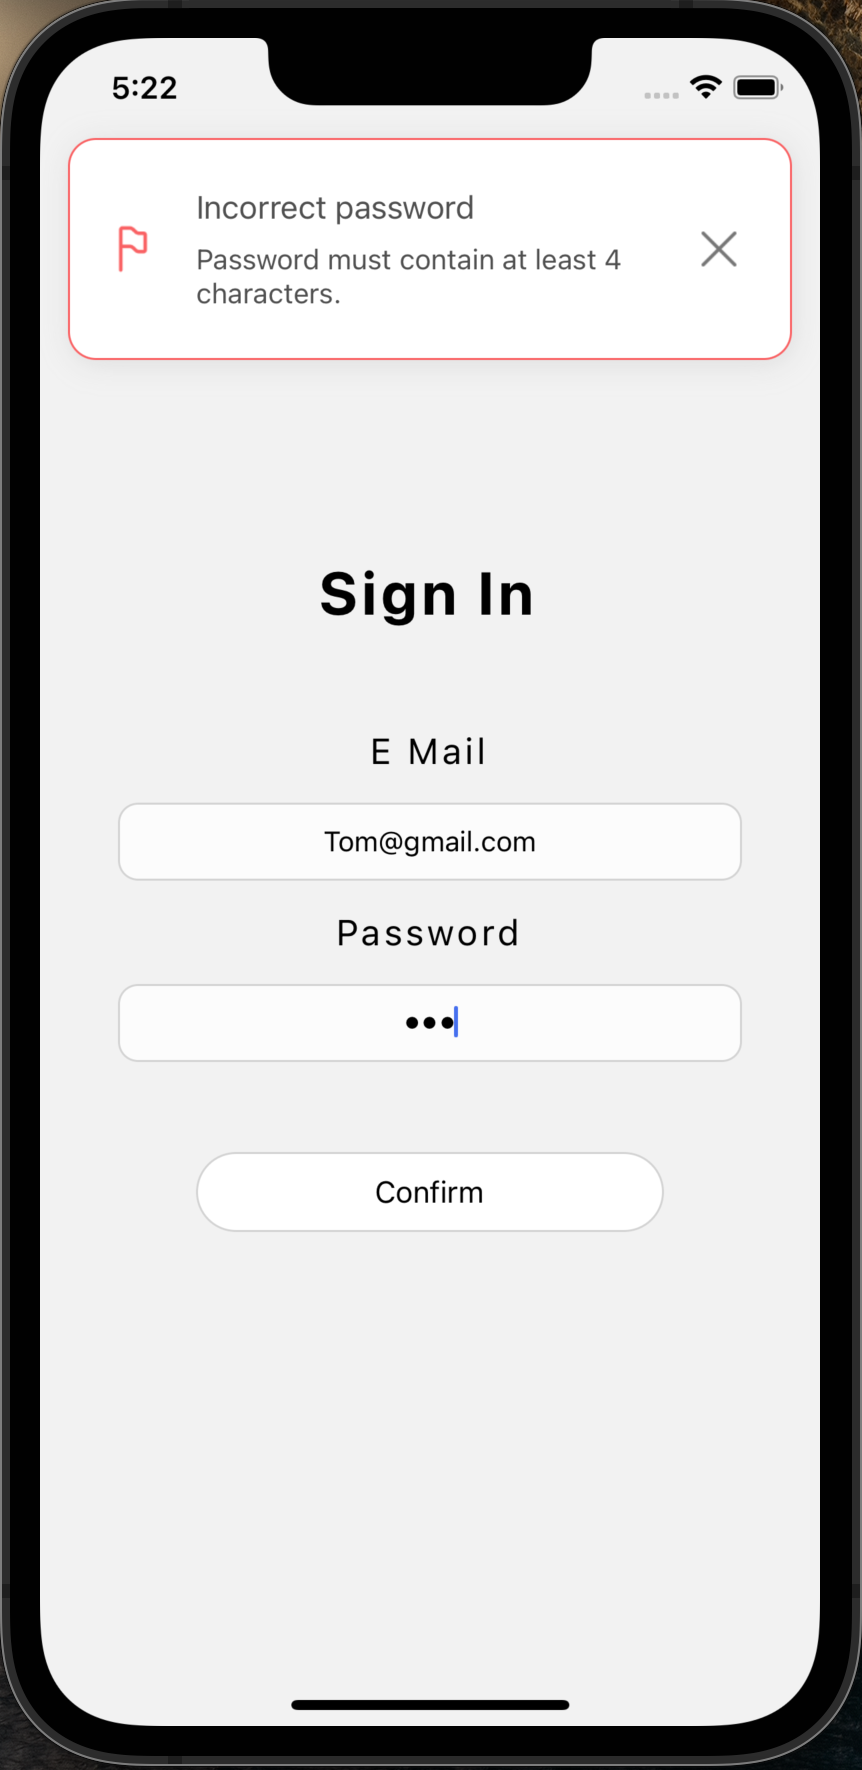 5:22
Incorrect password
Password must contain at least 4
characters.
Sign In
E Mail
Tom@gmail.com
Password
•••
Confirm